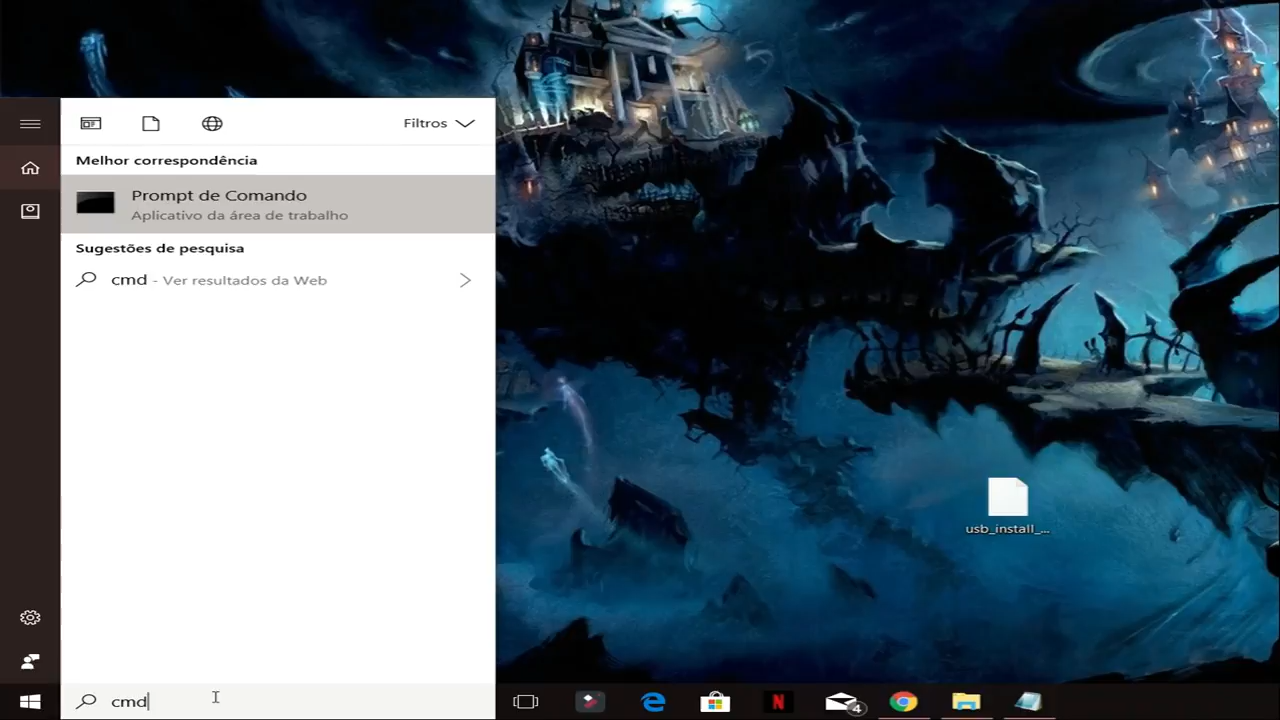 Filtros
Melhor correspondência
Prompt de Comando
Aplicativo da área de trabalho
Sugestões de pesquisa
cmd - Ver resultados da Web
usb_install_...
cmd
N
4